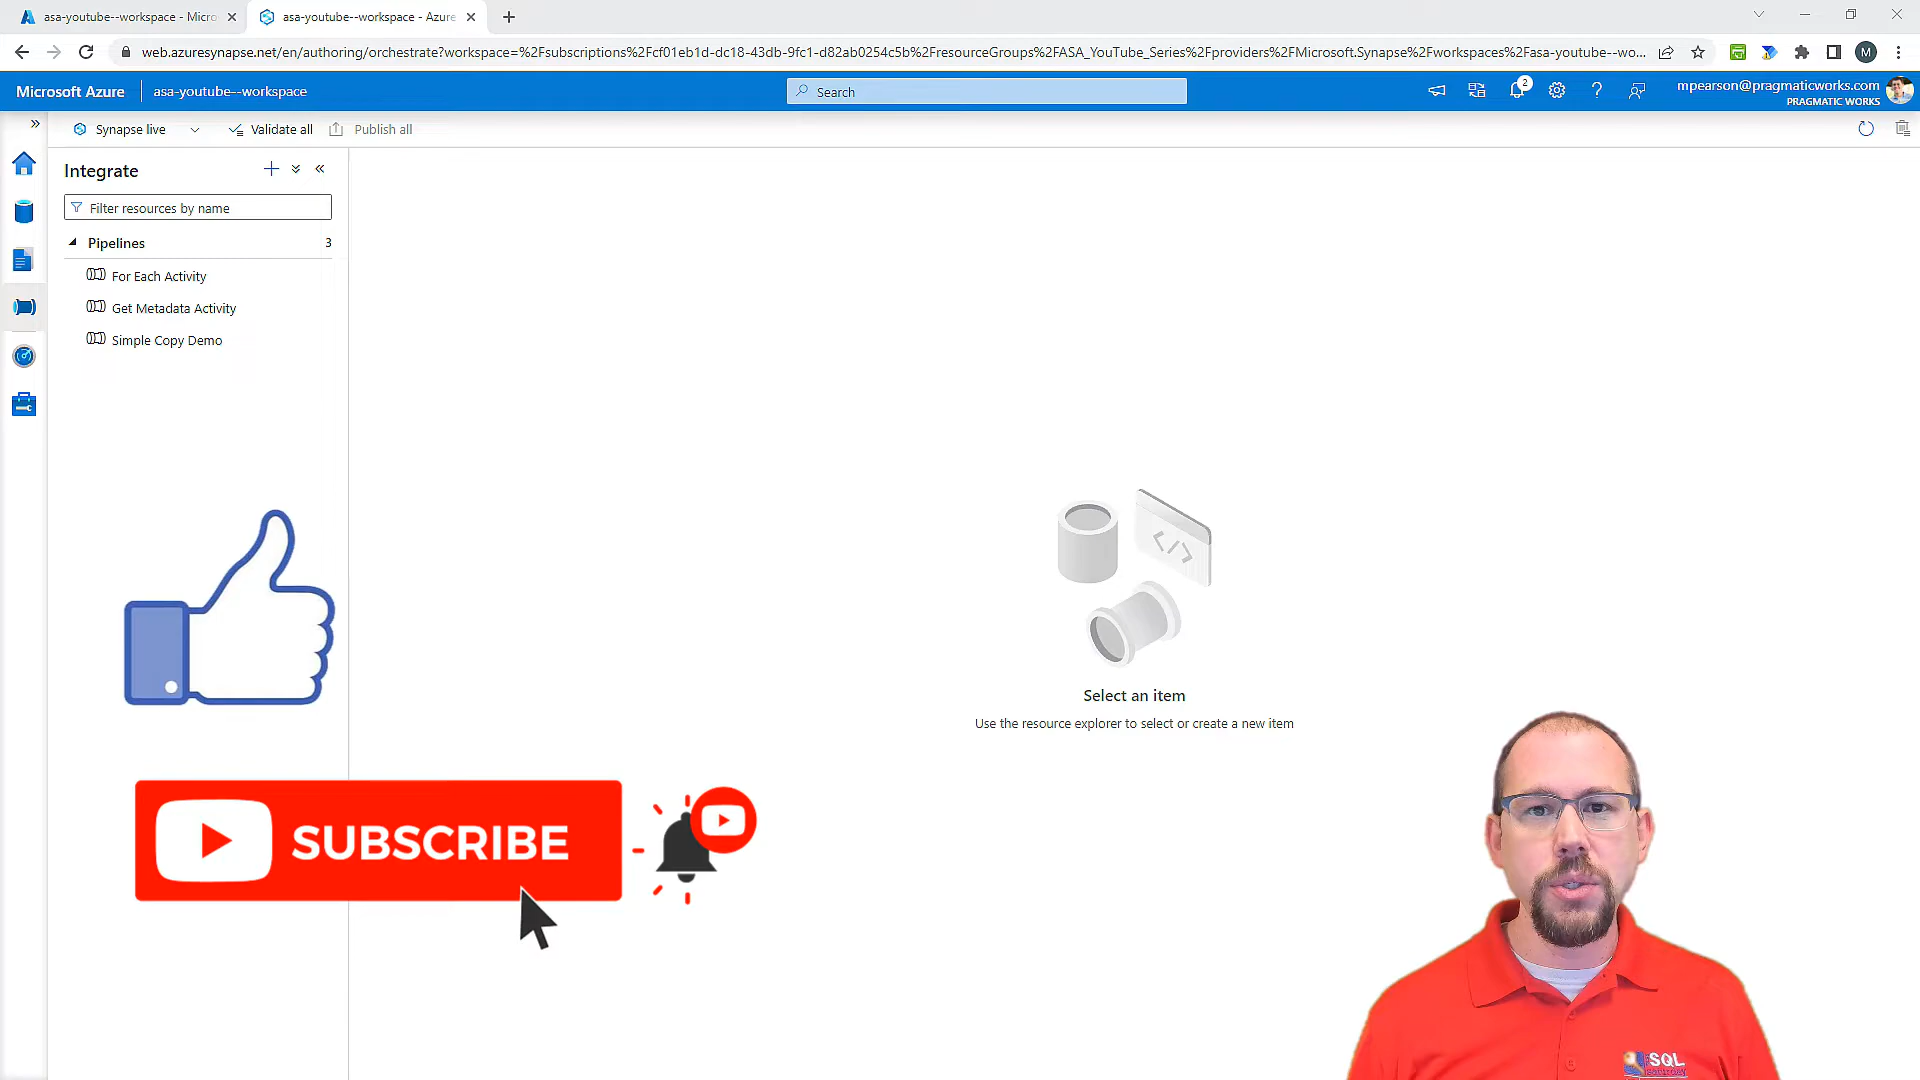 asa-youtube--workspace - Micro
asa-youtube--workspace - Azure
web.azuresynapse.net/en/authoring/orchestrate?workspace=%2Fsubscriptions%2Fcf01eb1d-dc18-43db-9fc1-d82ab0254c5b%2FresourceGroups%2FASA_YouTube_Series%2Fproviders%2FMicrosoft.Synapse%2Fworkspaces%2Fasa-youtube--wo...
M
Microsoft Azure
asa-youtube--workspace
Search
2
mpearson@pragmaticworks.com
PRAGMATIC WORKS
Synapse live
Validate all
Publish all
Integrate
Filter resources by name
Pipelines 3
For Each Activity
Get Metadata Activity
Simple Copy Demo
Select an item
Use the resource explorer to select or create a new item
SUBSCRIBE
SQL